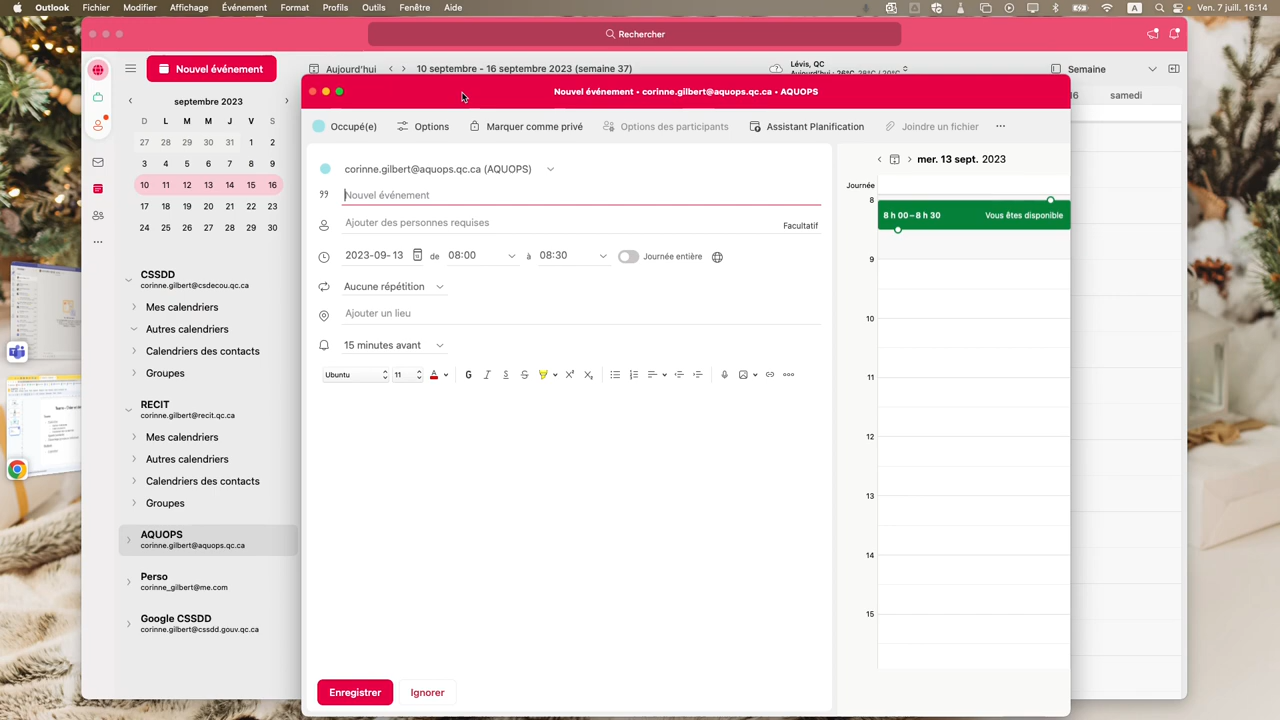 Outlook Fichier Modifier Affichage Événement Format Profils Outils Fenêtre Aide Ven. 7 juin 16:14
Rechercher
Nouvel événement
Aujourd'hui 10 septembre - 16 septembre 2023 (semaine 37)
Lévis, QC
Semaine
septembre 2023
16 samedi
D L M M J V S
27 28 29 30 31 1 2
3 4 5 6 7 8 9
10 11 12 13 14 15 16
17 18 19 20 21 22 23
24 25 26 27 28 29 30
CSSDD
corinne.gilbert@csdecou.qc.ca
Mes calendriers
Autres calendriers
Calendriers des contacts
Groupes
RECIT
corinne.gilbert@recit.qc.ca
Mes calendriers
Autres calendriers
Calendriers des contacts
Groupes
AQUOPS
corinne.gilbert@aquops.qc.ca
Perso
corinne_gilbert@me.com
Google CSSDD
corinne.gilbert@cssdd.gouv.qc.ca
Nouvel événement • corinne.gilbert@aquops.qc.ca • AQUOPS
Occupé(e) Options Marquer comme privé Options des participants Assistant Planification Joindre un fichier
corinne.gilbert@aquops.qc.ca (AQUOPS)
Nouvel événement
Ajouter des personnes requises Facultatif
2023-09-13 de 08:00 à 08:30 Journée entière
Aucune répétition
Ajouter un lieu
15 minutes avant
Ubuntu 11 A G I S S X² X₂
Enregistrer Ignorer
mer. 13 sept. 2023
Journée
8
8 h 00 – 8 h 30 Vous êtes disponible
9
10
11
12
13
14
15